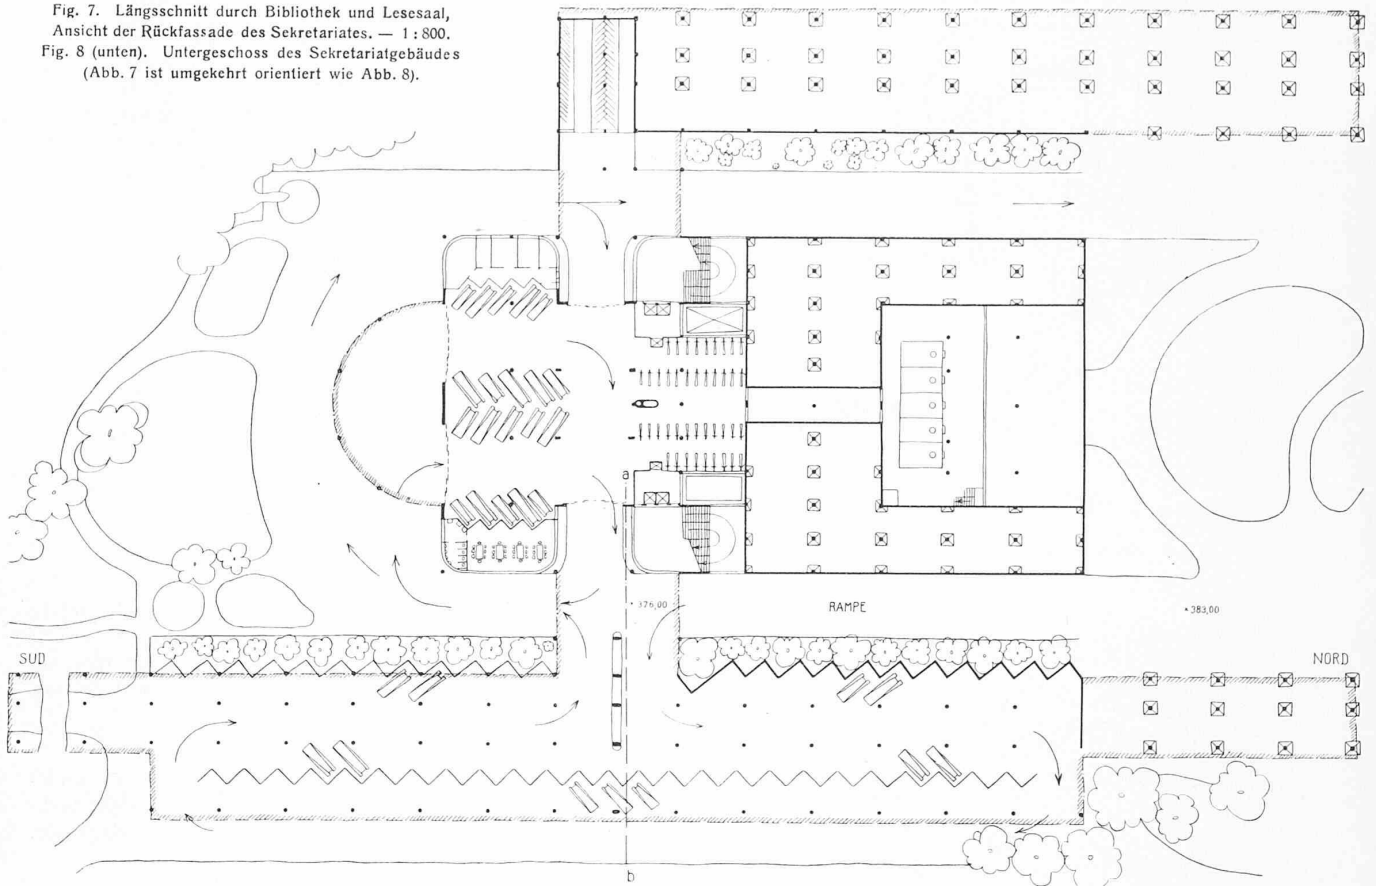 Fig. 7. Längsschnitt durch Bibliothek und Lesesaal,
Ansicht der Rückfassade des Sekretariates. — 1 : 800.
Fig. 8 (unten). Untergeschoss des Sekretariatgebäudes
(Abb. 7 ist umgekehrt orientiert wie Abb. 8).
a
376,00
RAMPE
383,00
SUD
NORD
b